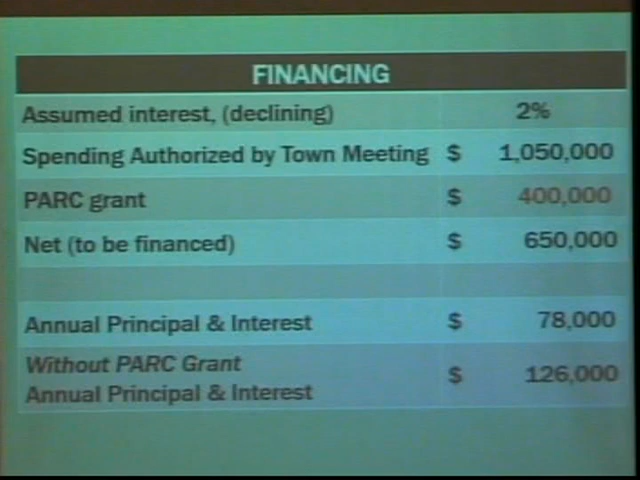 FINANCING
Assumed interest, (declining) 2%
Spending Authorized by Town Meeting $ 1,050,000
PARC grant $ 400,000
Net (to be financed) $ 650,000
Annual Principal & Interest $ 78,000
Without PARC Grant
Annual Principal & Interest $ 126,000